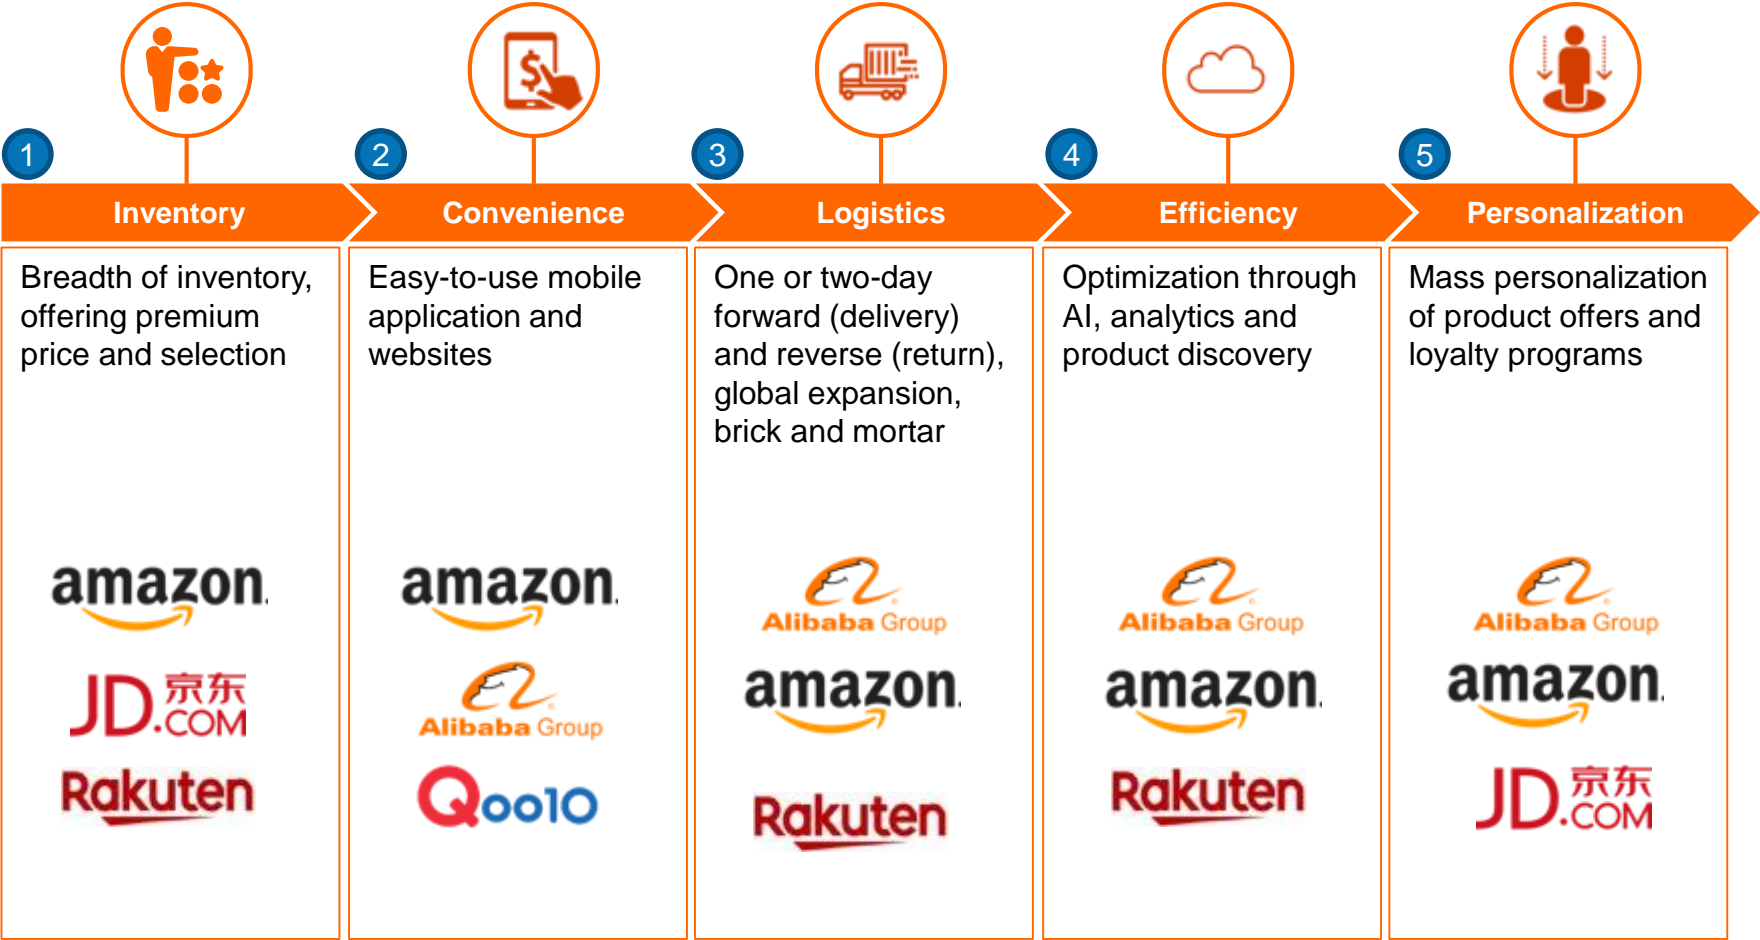 1
Inventory
Breadth of inventory,
offering premium
price and selection
amazon
JD.京东
.COM
Rakuten
2
Convenience
Easy-to-use mobile
application and
websites
amazon
Alibaba Group
Qoo10
3
Logistics
One or two-day
forward (delivery)
and reverse (return),
global expansion,
brick and mortar
Alibaba Group
amazon
Rakuten
4
Efficiency
Optimization through
AI, analytics and
product discovery
Alibaba Group
amazon
Rakuten
5
Personalization
Mass personalization
of product offers and
loyalty programs
Alibaba Group
amazon
JD.京东
.COM
$